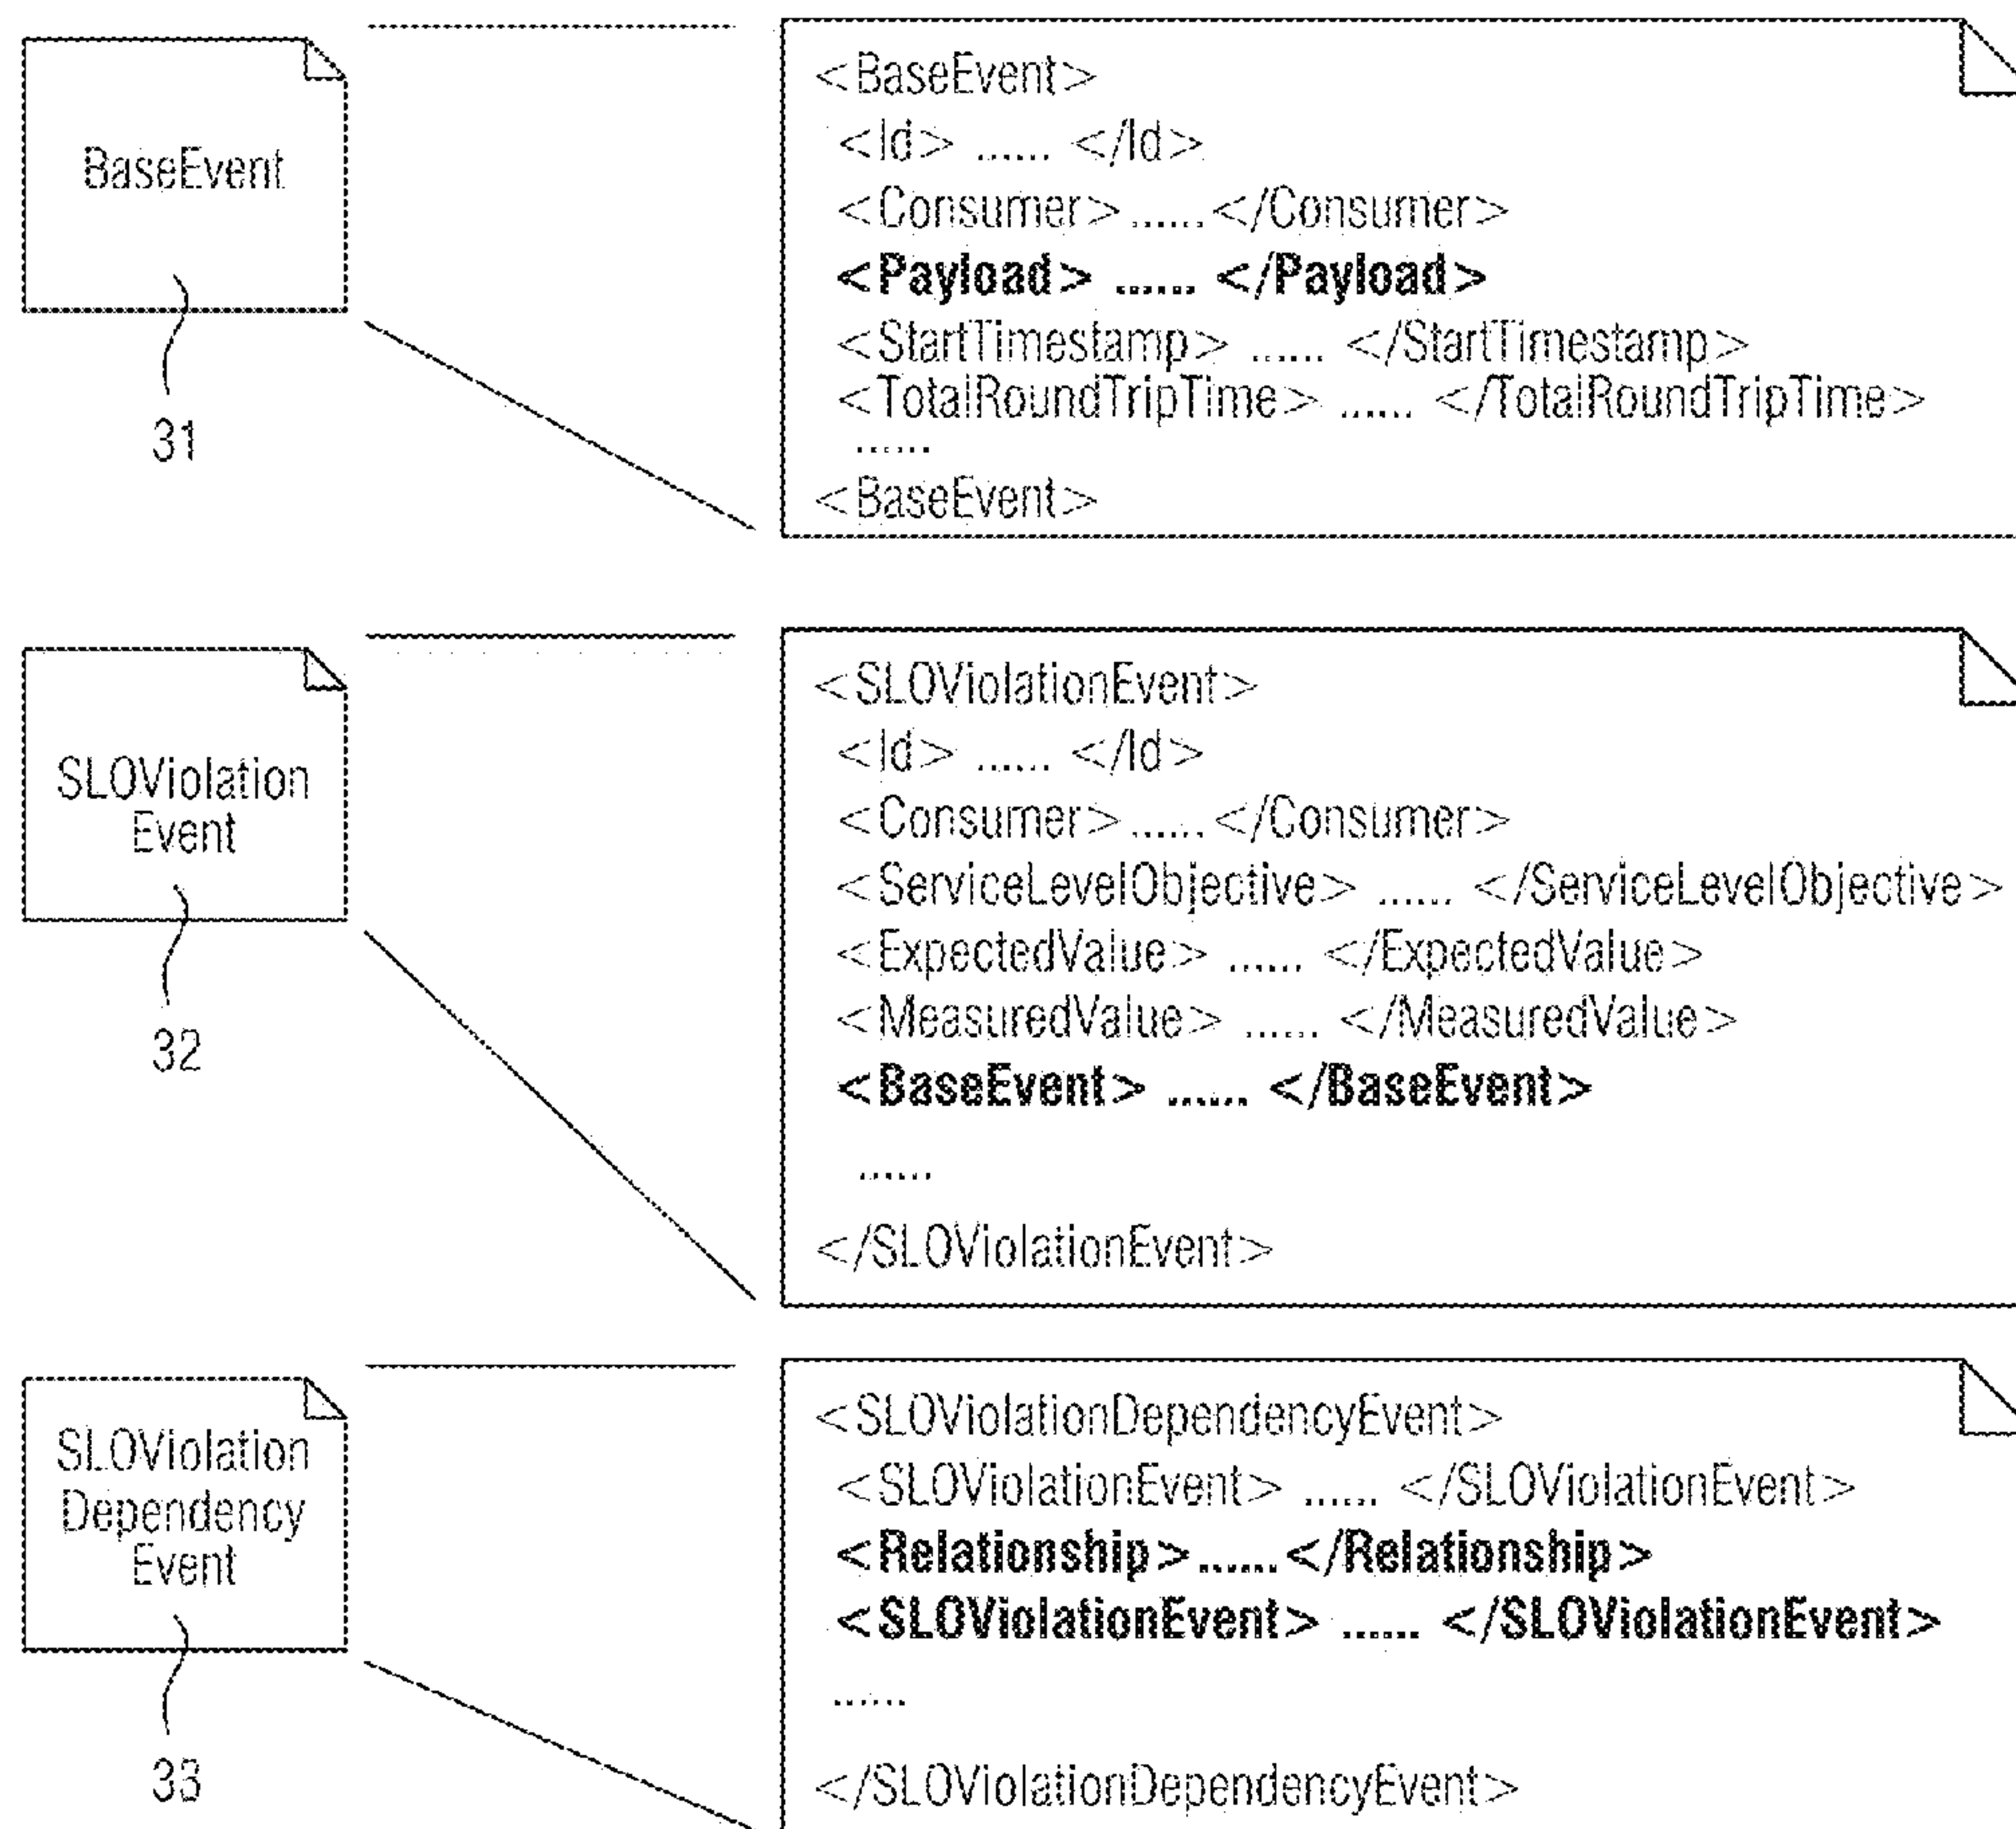 BaseEvent
31
<BaseEvent>
<Id> ...... </Id>
<Consumer>......</Consumer>
<Payload> ...... </Payload>
<StartTimestamp> ...... </StartTimestamp>
<TotalRoundTripTime> ...... </TotalRoundTripTime>
......
<BaseEvent>
SLOViolation
Event
32
<SLOViolationEvent>
<Id> ...... </Id>
<Consumer>......</Consumer>
<ServiceLevelObjective> ...... </ServiceLevelObjective>
<ExpectedValue> ...... </ExpectedValue>
<MeasuredValue> ...... </MeasuredValue>
<BaseEvent> ...... </BaseEvent>
......
</SLOViolationEvent>
SLOViolation
Dependency
Event
33
<SLOViolationDependencyEvent>
<SLOViolationEvent> ...... </SLOViolationEvent>
<Relationship>......</Relationship>
<SLOViolationEvent> ...... </SLOViolationEvent>
......
</SLOViolationDependencyEvent>